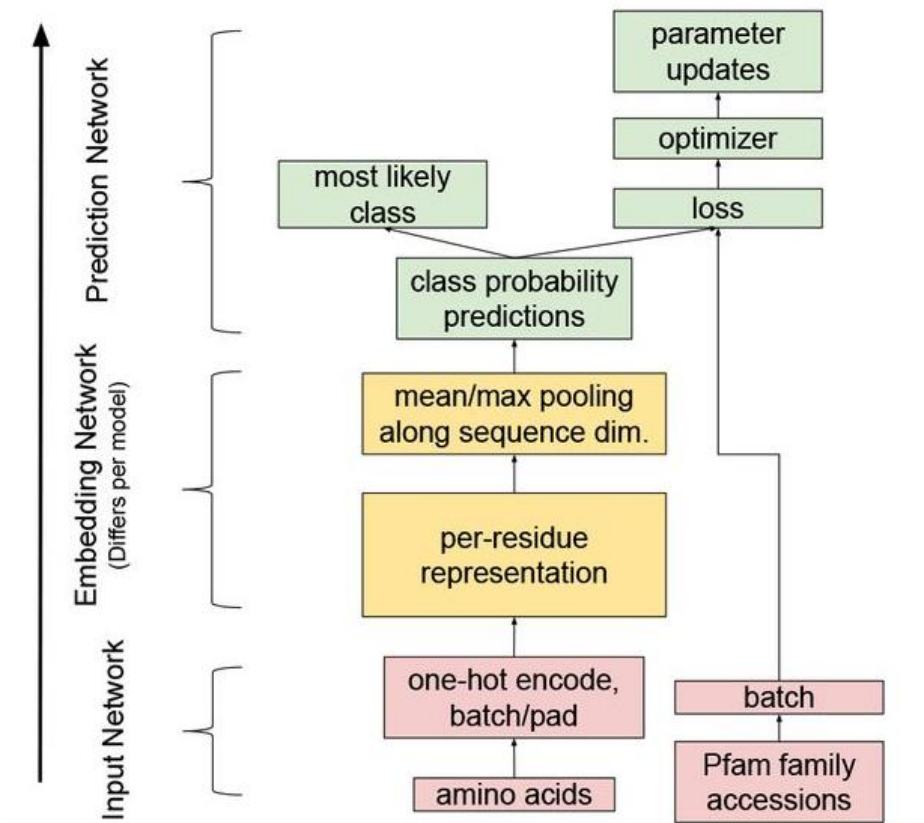 parameter
updates
optimizer
most likely
class
loss
class probability
predictions
Prediction Network
mean/max pooling
along sequence dim.
per-residue
representation
Embedding Network
(Differs per model)
one-hot encode,
batch/pad
batch
amino acids
Pfam family
accessions
Input Network